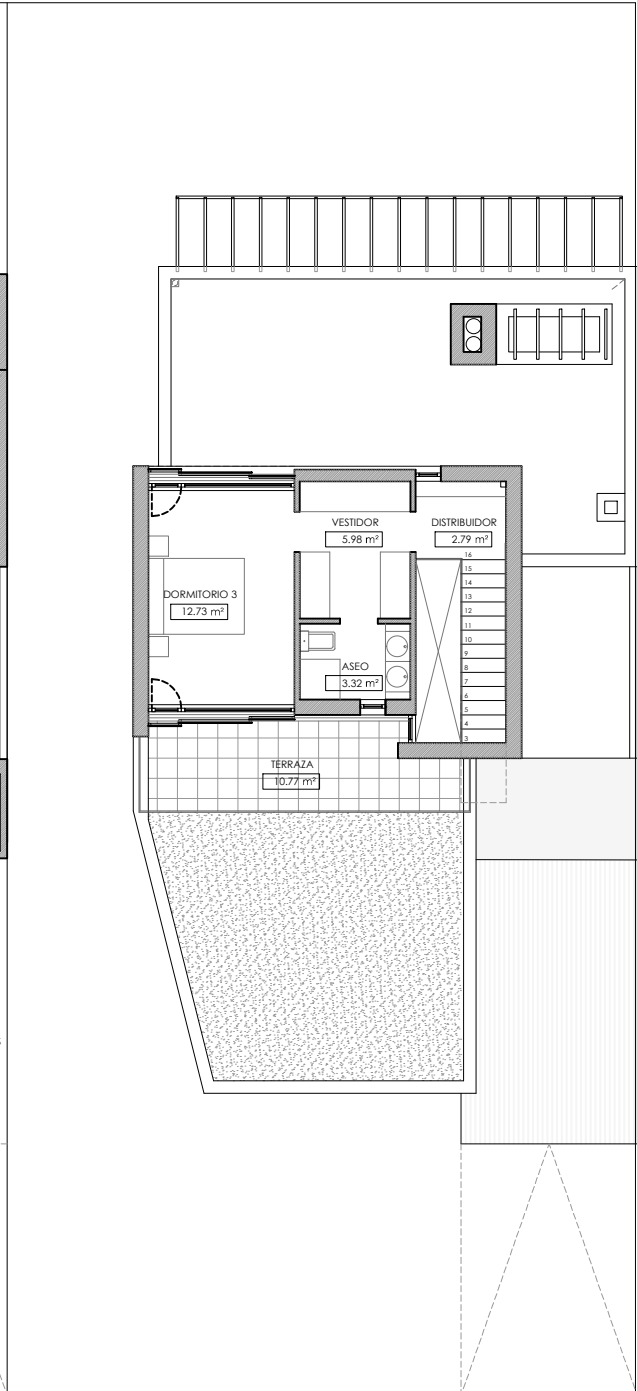 VESTIDOR
5.98 m²
DISTRIBUIDOR
2.79 m²
16
15
14
13
12
11
10
9
8
7
6
5
4
3
DORMITORIO 3
12.73 m²
ASEO
3.32 m²
TERRAZA
10.77 m²